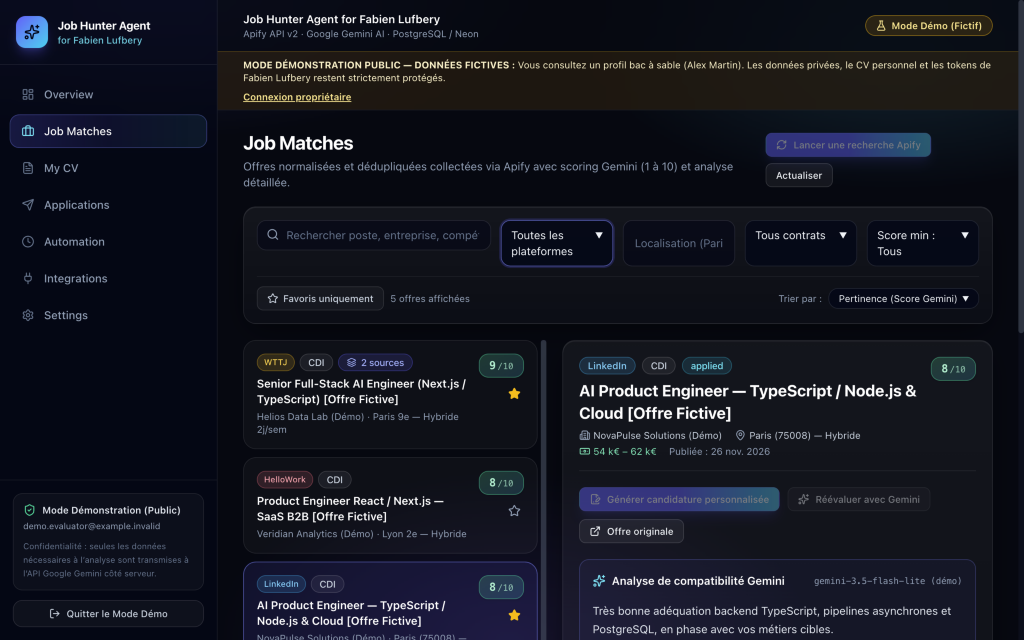 Job Hunter Agent
for Fabien Lufbery
Overview
Job Matches
My CV
Applications
Automation
Integrations
Settings
Mode Démonstration (Public)
demo.evaluator@example.invalid
Confidentialité : seules les données
nécessaires à l'analyse sont transmises à
l'API Google Gemini côté serveur.
Quitter le Mode Démo
Job Hunter Agent for Fabien Lufbery
Apify API v2 · Google Gemini AI · PostgreSQL / Neon
Mode Démo (Fictif)
MODE DÉMONSTRATION PUBLIC — DONNÉES FICTIVES : Vous consultez un profil bac à sable (Alex Martin). Les données privées, le CV personnel et les tokens de
Fabien Lufbery restent strictement protégés.
Connexion propriétaire
Job Matches
Offres normalisées et dédupliquées collectées via Apify avec scoring Gemini (1 à 10) et analyse
détaillée.
Lancer une recherche Apify
Actualiser
Rechercher poste, entreprise, compé
Toutes les
plateformes
Localisation (Pari
Tous contrats
Score min :
Tous
Favoris uniquement
5 offres affichées
Trier par :
Pertinence (Score Gemini)
WTTJ
CDI
2 sources
9/10
Senior Full-Stack AI Engineer (Next.js /
TypeScript) [Offre Fictive]
Helios Data Lab (Démo) · Paris 9e — Hybride
2j/sem
HelloWork
CDI
8/10
Product Engineer React / Next.js —
SaaS B2B [Offre Fictive]
Veridian Analytics (Démo) · Lyon 2e — Hybride
LinkedIn
CDI
8/10
AI Product Engineer — TypeScript /
Node.js & Cloud [Offre Fictive]
NovaPulse Solutions (Démo) · Paris (75008) —
LinkedIn
CDI
applied
8/10
AI Product Engineer — TypeScript / Node.js &
Cloud [Offre Fictive]
NovaPulse Solutions (Démo)
Paris (75008) — Hybride
54 k€ – 62 k€
Publiée : 26 nov. 2026
Générer candidature personnalisée
Réévaluer avec Gemini
Offre originale
Analyse de compatibilité Gemini
gemini-3.5-flash-lite (démo)
Très bonne adéquation backend TypeScript, pipelines asynchrones et
PostgreSQL, en phase avec vos métiers cibles.